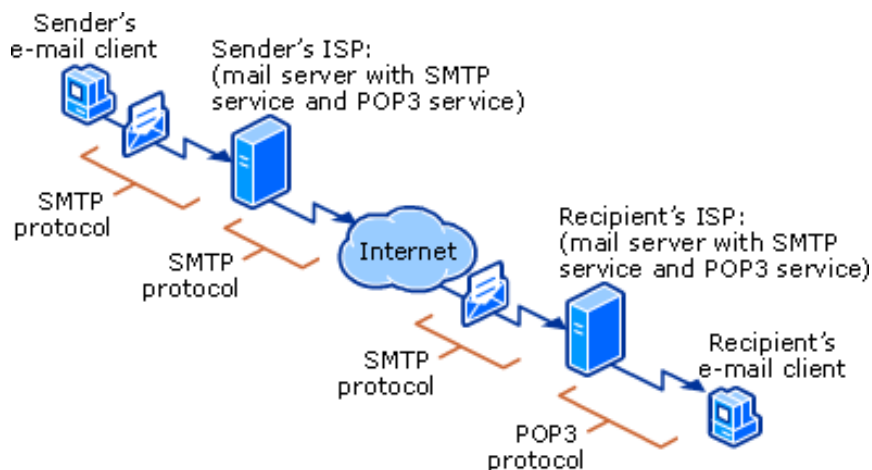 Sender's
e-mail client
Sender's ISP:
(mail server with SMTP
service and POP3 service)
SMTP
protocol
SMTP
protocol
Internet
Recipient's ISP:
(mail server with SMTP
service and POP3 service)
SMTP
protocol
Recipient's
e-mail client
POP3
protocol